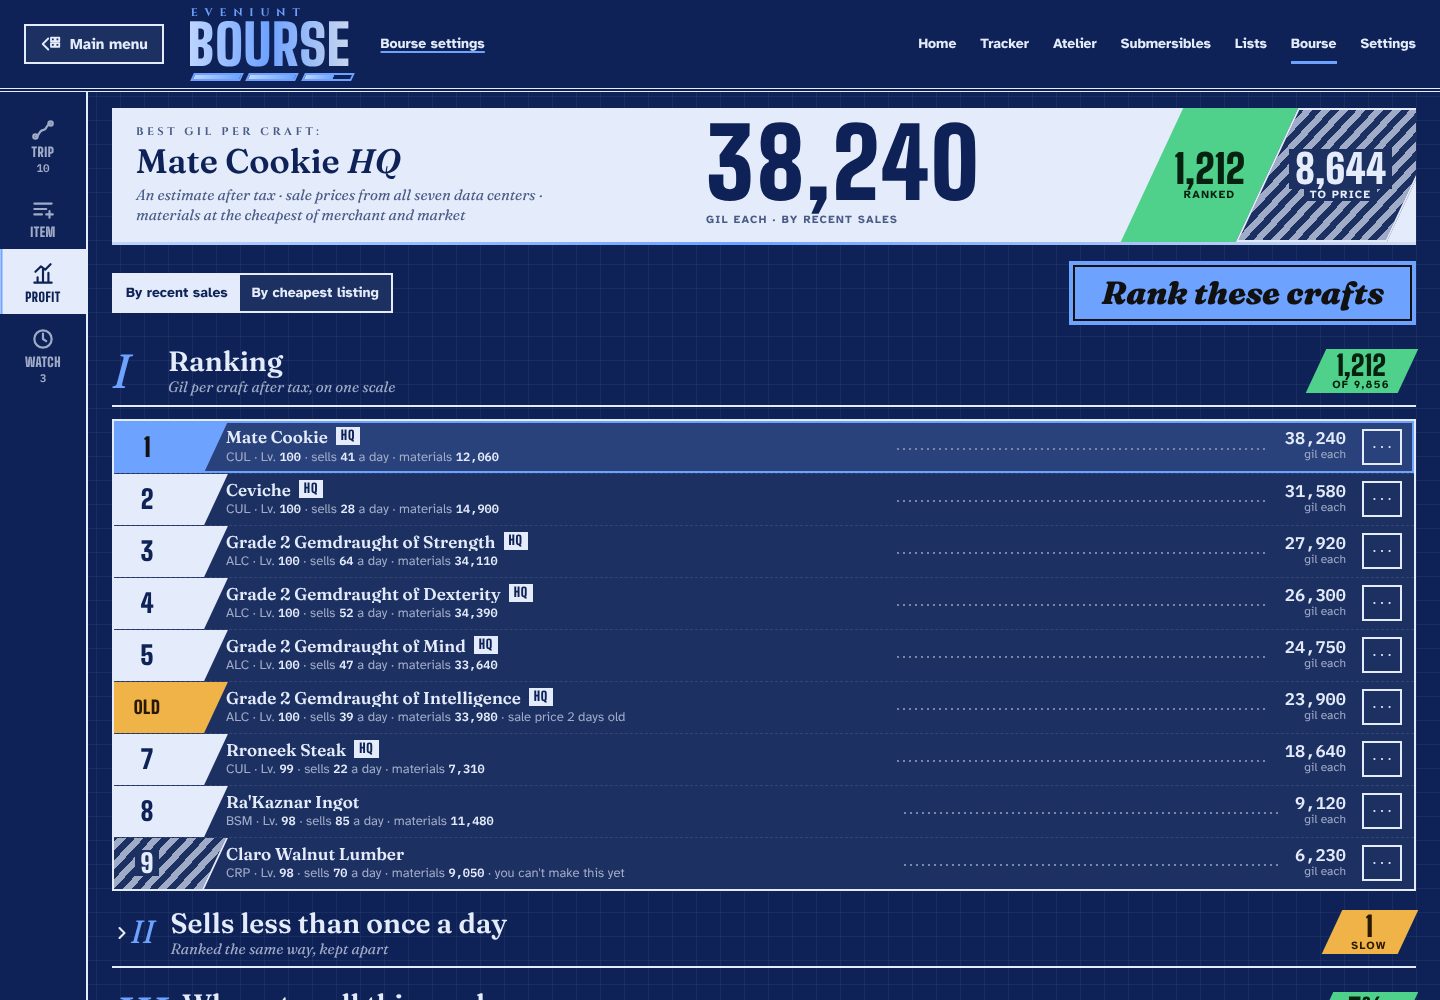 Main menu
EVENIUNT
BOURSE
Bourse settings
Home
Tracker
Atelier
Submersibles
Lists
Bourse
Settings
TRIP
10
ITEM
PROFIT
WATCH
3
BEST GIL PER CRAFT:
Mate Cookie HQ
An estimate after tax · sale prices from all seven data centers ·
materials at the cheapest of merchant and market
38,240
GIL EACH · BY RECENT SALES
1,212
RANKED
8,644
TO PRICE
By recent sales
By cheapest listing
Rank these crafts
I
Ranking
Gil per craft after tax, on one scale
1,212
OF 9,856
1
Mate Cookie HQ
CUL · Lv. 100 · sells 41 a day · materials 12,060
38,240
gil each
...
2
Ceviche HQ
CUL · Lv. 100 · sells 28 a day · materials 14,900
31,580
gil each
...
3
Grade 2 Gemdraught of Strength HQ
ALC · Lv. 100 · sells 64 a day · materials 34,110
27,920
gil each
...
4
Grade 2 Gemdraught of Dexterity HQ
ALC · Lv. 100 · sells 52 a day · materials 34,390
26,300
gil each
...
5
Grade 2 Gemdraught of Mind HQ
ALC · Lv. 100 · sells 47 a day · materials 33,640
24,750
gil each
...
OLD
Grade 2 Gemdraught of Intelligence HQ
ALC · Lv. 100 · sells 39 a day · materials 33,980 · sale price 2 days old
23,900
gil each
...
7
Rroneek Steak HQ
CUL · Lv. 99 · sells 22 a day · materials 7,310
18,640
gil each
...
8
Ra'Kaznar Ingot
BSM · Lv. 98 · sells 85 a day · materials 11,480
9,120
gil each
...
9
Claro Walnut Lumber
CRP · Lv. 98 · sells 70 a day · materials 9,050 · you can't make this yet
6,230
gil each
...
II
Sells less than once a day
Ranked the same way, kept apart
1
SLOW
III